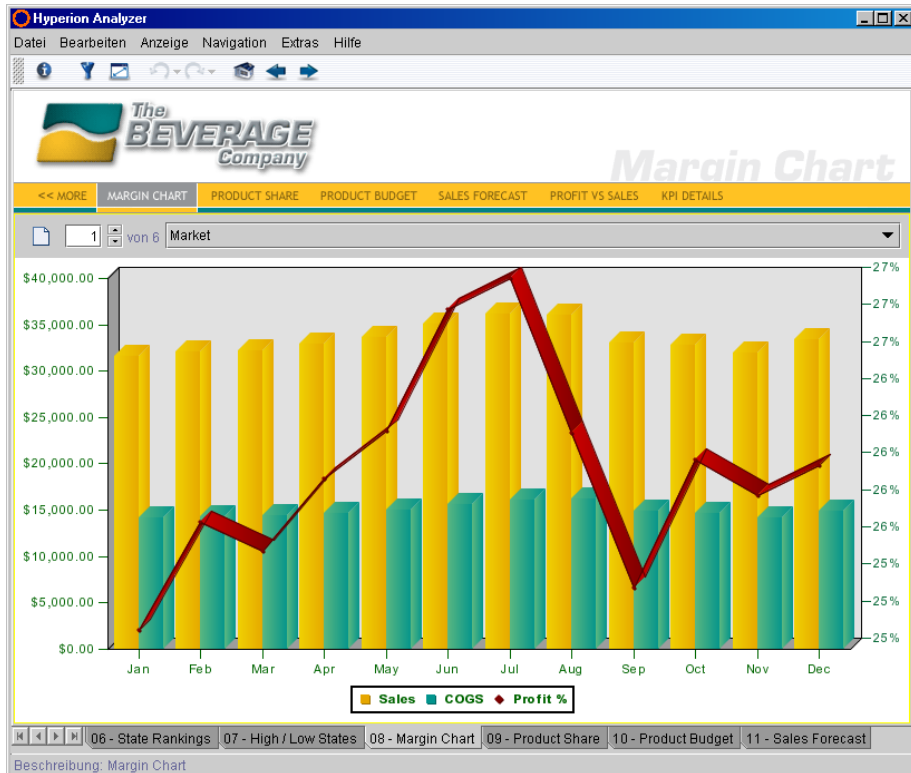 Hyperion Analyzer
Datei Bearbeiten Anzeige Navigation Extras Hilfe
The
BEVERAGE
Company
Margin Chart
<< MORE MARGIN CHART PRODUCT SHARE PRODUCT BUDGET SALES FORECAST PROFIT VS SALES KPI DETAILS
1 von 6 Market
$40,000.00
$35,000.00
$30,000.00
$25,000.00
$20,000.00
$15,000.00
$10,000.00
$5,000.00
$0.00
27%
27%
27%
26%
26%
26%
26%
26%
25%
25%
25%
Jan Feb Mar Apr May Jun Jul Aug Sep Oct Nov Dec
Sales COGS Profit %
06 - State Rankings 07 - High / Low States 08 - Margin Chart 09 - Product Share 10 - Product Budget 11 - Sales Forecast
Beschreibung: Margin Chart